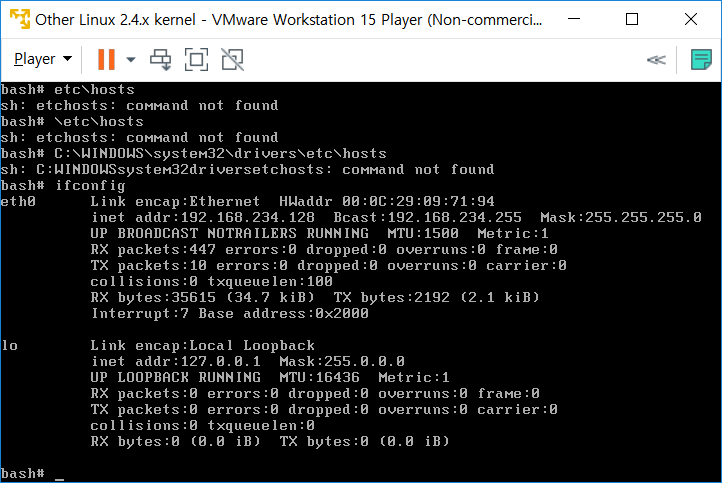 Other Linux 2.4.x kernel - VMware Workstation 15 Player (Non-commerci...
Player
bash# etc\hosts
sh: etchosts: command not found
bash# \etc\hosts
sh: etchosts: command not found
bash# C:\WINDOWS\system32\drivers\etc\hosts
sh: C:WINDOWSsystem32driversetchosts: command not found
bash# ifconfig
eth0      Link encap:Ethernet  HWaddr 00:0C:29:09:71:94
          inet addr:192.168.234.128  Bcast:192.168.234.255  Mask:255.255.255.0
          UP BROADCAST NOTRAILERS RUNNING  MTU:1500  Metric:1
          RX packets:447 errors:0 dropped:0 overruns:0 frame:0
          TX packets:10 errors:0 dropped:0 overruns:0 carrier:0
          collisions:0 txqueuelen:100
          RX bytes:35615 (34.7 kiB)  TX bytes:2192 (2.1 kiB)
          Interrupt:7 Base address:0x2000
lo        Link encap:Local Loopback
          inet addr:127.0.0.1  Mask:255.0.0.0
          UP LOOPBACK RUNNING  MTU:16436  Metric:1
          RX packets:0 errors:0 dropped:0 overruns:0 frame:0
          TX packets:0 errors:0 dropped:0 overruns:0 carrier:0
          collisions:0 txqueuelen:0
          RX bytes:0 (0.0 iB)  TX bytes:0 (0.0 iB)
bash# _